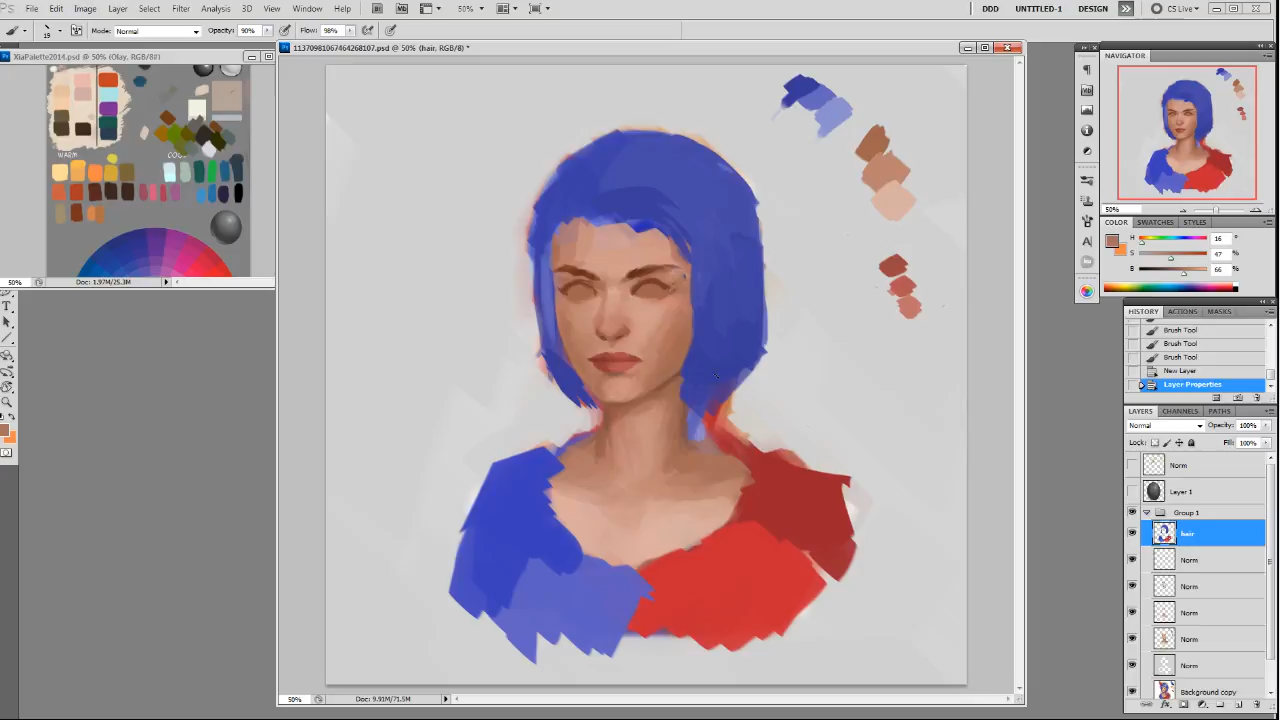 File Edit Image Layer Select Filter Analysis 3D View Window Help
50%
DDD UNTITLED-1 DESIGN CS Live
19 Mode: Normal Opacity: 90% Flow: 98%
XiaPalette2014.psd @ 50% (Olay, RGB/8#)
11370981067464268107.psd @ 50% (hair, RGB/8) *
WARM
50% Doc: 1.97M/25.3M
50% Doc: 9.91M/71.5M
NAVIGATOR
50%
COLOR SWATCHES STYLES
H 16 °
S 47 %
B 66 %
HISTORY ACTIONS MASKS
Brush Tool
Brush Tool
Brush Tool
New Layer
Layer Properties
LAYERS CHANNELS PATHS
Normal Opacity: 100%
Lock: Fill: 100%
Norm
Layer 1
Group 1
hair
Norm
Norm
Norm
Norm
Norm
Background copy